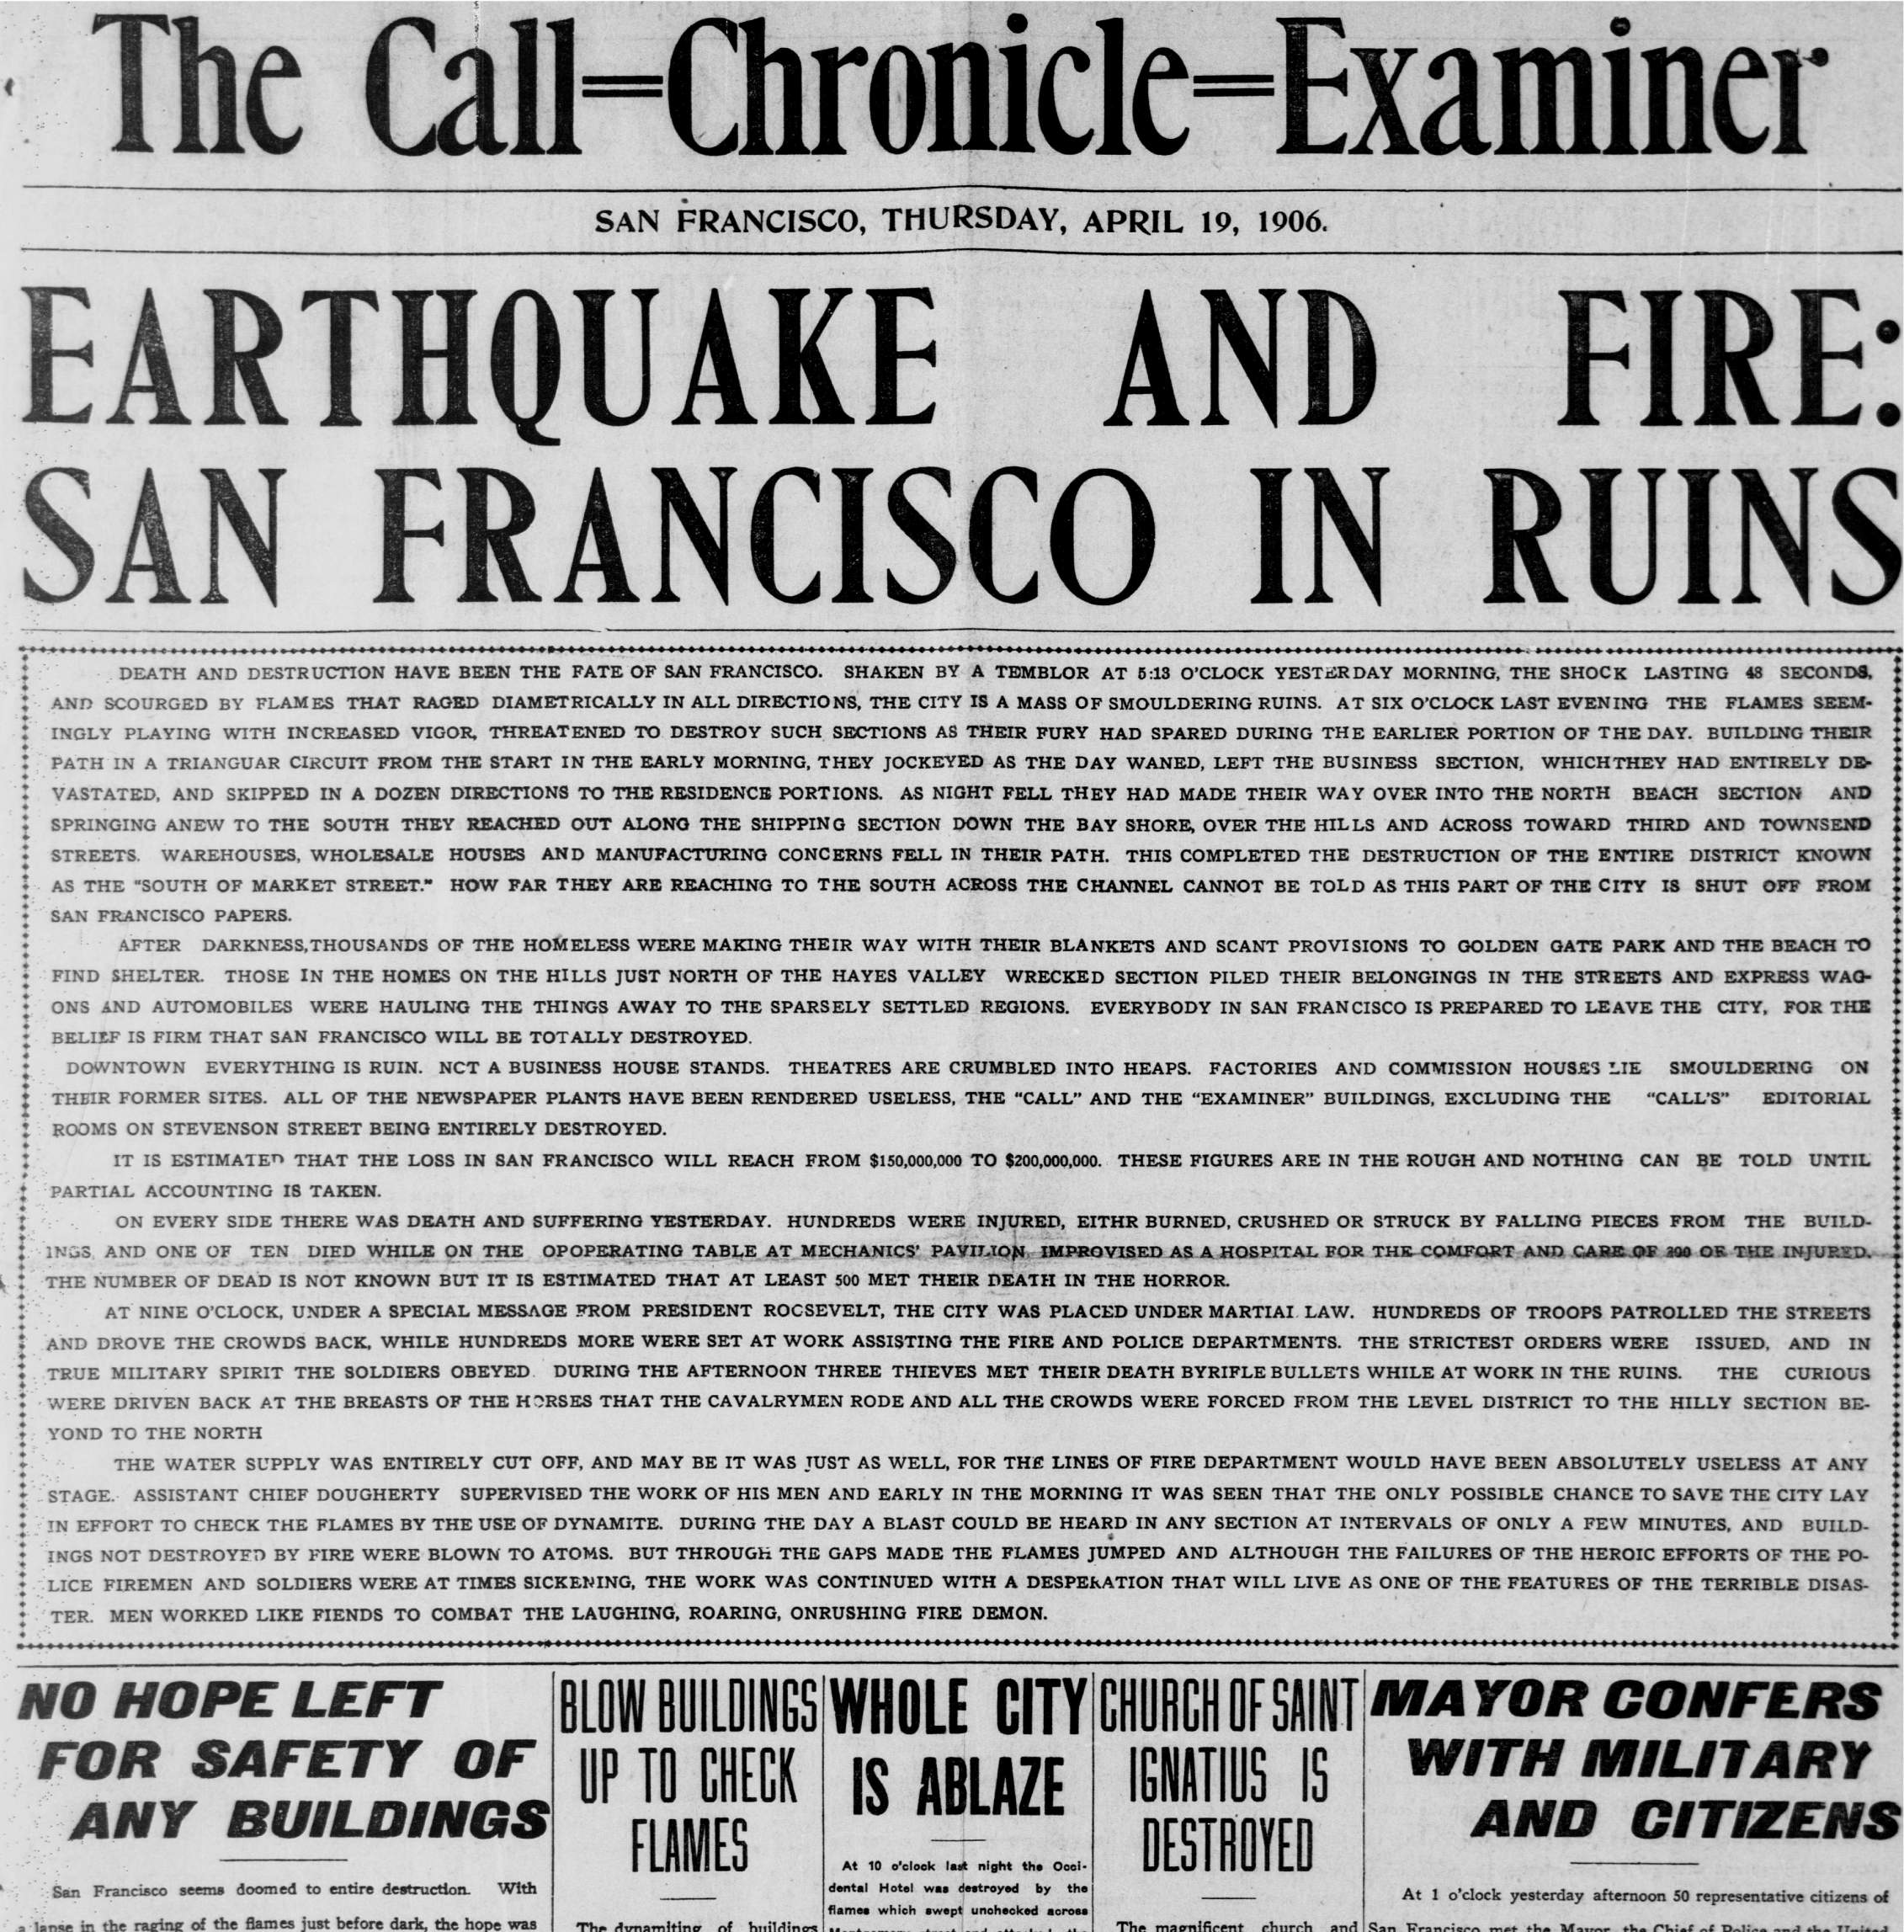 The Call=Chronicle=Examiner
SAN FRANCISCO, THURSDAY, APRIL 19, 1906.
EARTHQUAKE AND FIRE:
SAN FRANCISCO IN RUINS
DEATH AND DESTRUCTION HAVE BEEN THE FATE OF SAN FRANCISCO. SHAKEN BY A TEMBLOR AT 5:13 O'CLOCK YESTERDAY MORNING, THE SHOCK LASTING 48 SECONDS,
AND SCOURGED BY FLAMES THAT RAGED DIAMETRICALLY IN ALL DIRECTIONS, THE CITY IS A MASS OF SMOULDERING RUINS. AT SIX O'CLOCK LAST EVENING THE FLAMES SEEM-
INGLY PLAYING WITH INCREASED VIGOR, THREATENED TO DESTROY SUCH SECTIONS AS THEIR FURY HAD SPARED DURING THE EARLIER PORTION OF THE DAY. BUILDING THEIR
PATH IN A TRIANGUAR CIRCUIT FROM THE START IN THE EARLY MORNING, THEY JOCKEYED AS THE DAY WANED, LEFT THE BUSINESS SECTION, WHICHTHEY HAD ENTIRELY DE-
VASTATED, AND SKIPPED IN A DOZEN DIRECTIONS TO THE RESIDENCE PORTIONS. AS NIGHT FELL THEY HAD MADE THEIR WAY OVER INTO THE NORTH BEACH SECTION AND
SPRINGING ANEW TO THE SOUTH THEY REACHED OUT ALONG THE SHIPPING SECTION DOWN THE BAY SHORE, OVER THE HILLS AND ACROSS TOWARD THIRD AND TOWNSEND
STREETS. WAREHOUSES, WHOLESALE HOUSES AND MANUFACTURING CONCERNS FELL IN THEIR PATH. THIS COMPLETED THE DESTRUCTION OF THE ENTIRE DISTRICT KNOWN
AS THE "SOUTH OF MARKET STREET." HOW FAR THEY ARE REACHING TO THE SOUTH ACROSS THE CHANNEL CANNOT BE TOLD AS THIS PART OF THE CITY IS SHUT OFF FROM
SAN FRANCISCO PAPERS.
AFTER DARKNESS,THOUSANDS OF THE HOMELESS WERE MAKING THEIR WAY WITH THEIR BLANKETS AND SCANT PROVISIONS TO GOLDEN GATE PARK AND THE BEACH TO
FIND SHELTER. THOSE IN THE HOMES ON THE HILLS JUST NORTH OF THE HAYES VALLEY WRECKED SECTION PILED THEIR BELONGINGS IN THE STREETS AND EXPRESS WAG-
ONS AND AUTOMOBILES WERE HAULING THE THINGS AWAY TO THE SPARSELY SETTLED REGIONS. EVERYBODY IN SAN FRANCISCO IS PREPARED TO LEAVE THE CITY, FOR THE
BELIEF IS FIRM THAT SAN FRANCISCO WILL BE TOTALLY DESTROYED.
DOWNTOWN EVERYTHING IS RUIN. NOT A BUSINESS HOUSE STANDS. THEATRES ARE CRUMBLED INTO HEAPS. FACTORIES AND COMMISSION HOUSES LIE SMOULDERING ON
THEIR FORMER SITES. ALL OF THE NEWSPAPER PLANTS HAVE BEEN RENDERED USELESS, THE "CALL" AND THE "EXAMINER" BUILDINGS, EXCLUDING THE "CALL'S" EDITORIAL
ROOMS ON STEVENSON STREET BEING ENTIRELY DESTROYED.
IT IS ESTIMATED THAT THE LOSS IN SAN FRANCISCO WILL REACH FROM $150,000,000 TO $200,000,000. THESE FIGURES ARE IN THE ROUGH AND NOTHING CAN BE TOLD UNTIL
PARTIAL ACCOUNTING IS TAKEN.
ON EVERY SIDE THERE WAS DEATH AND SUFFERING YESTERDAY. HUNDREDS WERE INJURED, EITHR BURNED, CRUSHED OR STRUCK BY FALLING PIECES FROM THE BUILD-
INGS AND ONE OF TEN DIED WHILE ON THE OPOPERATING TABLE AT MECHANICS' PAVILION, IMPROVISED AS A HOSPITAL FOR THE COMFORT AND CARE OF 300 OF THE INJURED.
THE NUMBER OF DEAD IS NOT KNOWN BUT IT IS ESTIMATED THAT AT LEAST 500 MET THEIR DEATH IN THE HORROR.
AT NINE O'CLOCK, UNDER A SPECIAL MESSAGE FROM PRESIDENT ROOSEVELT, THE CITY WAS PLACED UNDER MARTIAL LAW. HUNDREDS OF TROOPS PATROLLED THE STREETS
AND DROVE THE CROWDS BACK, WHILE HUNDREDS MORE WERE SET AT WORK ASSISTING THE FIRE AND POLICE DEPARTMENTS. THE STRICTEST ORDERS WERE ISSUED, AND IN
TRUE MILITARY SPIRIT THE SOLDIERS OBEYED. DURING THE AFTERNOON THREE THIEVES MET THEIR DEATH BYRIFLE BULLETS WHILE AT WORK IN THE RUINS. THE CURIOUS
WERE DRIVEN BACK AT THE BREASTS OF THE HORSES THAT THE CAVALRYMEN RODE AND ALL THE CROWDS WERE FORCED FROM THE LEVEL DISTRICT TO THE HILLY SECTION BE-
YOND TO THE NORTH
THE WATER SUPPLY WAS ENTIRELY CUT OFF, AND MAY BE IT WAS JUST AS WELL, FOR THE LINES OF FIRE DEPARTMENT WOULD HAVE BEEN ABSOLUTELY USELESS AT ANY
STAGE. ASSISTANT CHIEF DOUGHERTY SUPERVISED THE WORK OF HIS MEN AND EARLY IN THE MORNING IT WAS SEEN THAT THE ONLY POSSIBLE CHANCE TO SAVE THE CITY LAY
IN EFFORT TO CHECK THE FLAMES BY THE USE OF DYNAMITE. DURING THE DAY A BLAST COULD BE HEARD IN ANY SECTION AT INTERVALS OF ONLY A FEW MINUTES, AND BUILD-
INGS NOT DESTROYED BY FIRE WERE BLOWN TO ATOMS. BUT THROUGH THE GAPS MADE THE FLAMES JUMPED AND ALTHOUGH THE FAILURES OF THE HEROIC EFFORTS OF THE PO-
LICE FIREMEN AND SOLDIERS WERE AT TIMES SICKENING, THE WORK WAS CONTINUED WITH A DESPERATION THAT WILL LIVE AS ONE OF THE FEATURES OF THE TERRIBLE DISAS-
TER. MEN WORKED LIKE FIENDS TO COMBAT THE LAUGHING, ROARING, ONRUSHING FIRE DEMON.
NO HOPE LEFT
FOR SAFETY OF
ANY BUILDINGS
San Francisco seems doomed to entire destruction. With
a lapse in the raging of the flames just before dark, the hope was
BLOW BUILDINGS
UP TO CHECK
FLAMES
The dynamiting of buildings
WHOLE CITY
IS ABLAZE
At 10 o'clock last night the Occi-
dental Hotel was destroyed by the
flames which swept unchecked across
CHURCH OF SAINT
IGNATIUS IS
DESTROYED
The magnificent church and
MAYOR CONFERS
WITH MILITARY
AND CITIZENS
At 1 o'clock yesterday afternoon 50 representative citizens of
San Francisco met the Mayor, the Chief of Police and the United